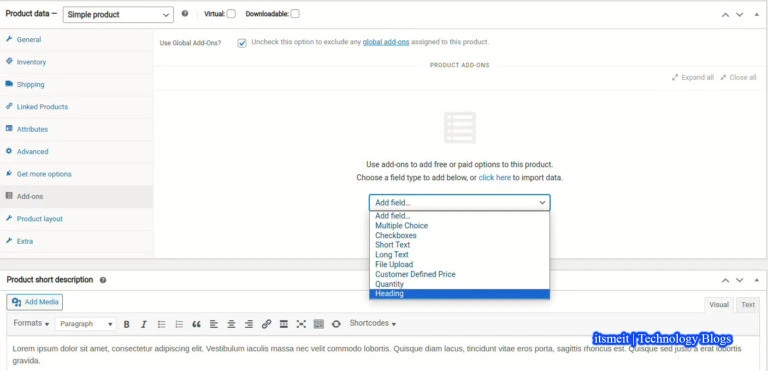 Product data — Simple product Virtual: Downloadable:
General
Inventory
Shipping
Linked Products
Attributes
Advanced
Get more options
Add-ons
Product layout
Extra
Use Global Add-Ons? Uncheck this option to exclude any global add-ons assigned to this product.
PRODUCT ADD-ONS
Expand all Close all
Use add-ons to add free or paid options to this product.
Choose a field type to add below, or click here to import data.
Add field...
Add field...
Multiple Choice
Checkboxes
Short Text
Long Text
File Upload
Customer Defined Price
Quantity
Heading
Product short description
Add Media
Visual Text
Formats Paragraph B I Shortcodes
itsmeit | Technology Blogs
Lorem ipsum dolor sit amet, consectetur adipiscing elit. Vestibulum iaculis massa nec velit commodo lobortis. Quisque diam lacus, tincidunt vitae eros porta, sagittis rhoncus est. Quisque sed justo a erat lobortis
gravida.